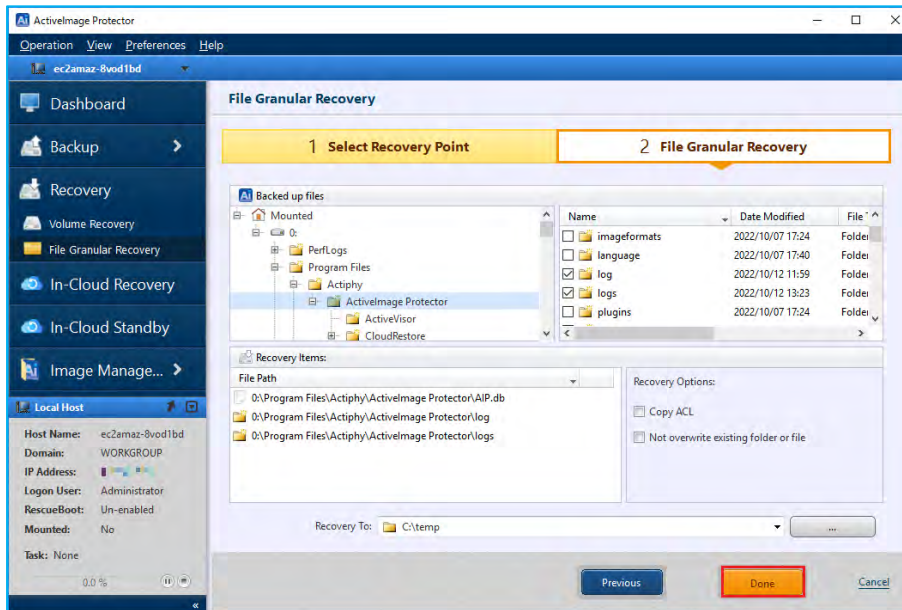 ActiveImage Protector
Operation View Preferences Help
ec2amaz-8vod1bd
Dashboard
Backup
Recovery
Volume Recovery
File Granular Recovery
In-Cloud Recovery
In-Cloud Standby
Image Manage...
Local Host
Host Name: ec2amaz-8vod1bd
Domain: WORKGROUP
IP Address:
Logon User: Administrator
RescueBoot: Un-enabled
Mounted: No
Task: None
0.0 %
«
File Granular Recovery
1 Select Recovery Point
2 File Granular Recovery
Ai Backed up files
Mounted
0:
PerfLogs
Program Files
Actiphy
ActiveImage Protector
ActiveVisor
CloudRestore
Name Date Modified File
imageformats 2022/10/07 17:24 Folder
language 2022/10/07 17:40 Folder
log 2022/10/12 11:59 Folder
logs 2022/10/12 13:23 Folder
plugins 2022/10/07 17:24 Folder
Recovery Items:
File Path
0:\Program Files\Actiphy\ActiveImage Protector\AIP.db
0:\Program Files\Actiphy\ActiveImage Protector\log
0:\Program Files\Actiphy\ActiveImage Protector\logs
Recovery Options:
Copy ACL
Not overwrite existing folder or file
Recovery To: C:\temp
...
Previous
Done
Cancel